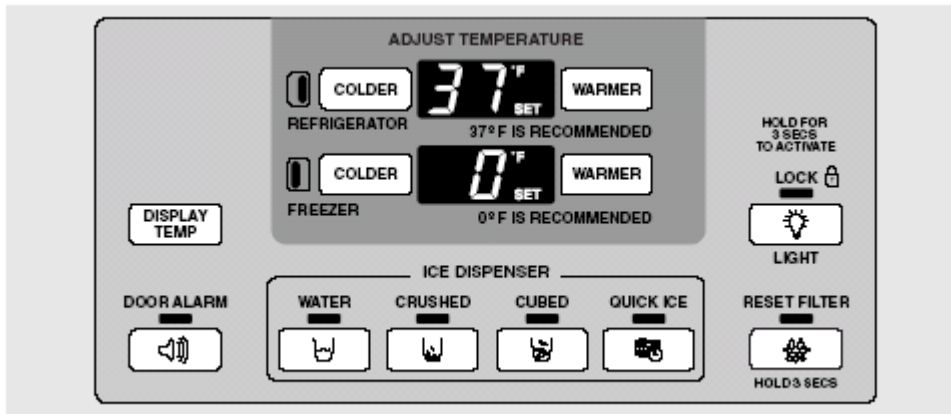 ADJUST TEMPERATURE
COLDER
37 °F SET
WARMER
REFRIGERATOR
37º F IS RECOMMENDED
COLDER
0 °F SET
WARMER
FREEZER
0º F IS RECOMMENDED
HOLD FOR
3 SECS
TO ACTIVATE
LOCK
LIGHT
DISPLAY
TEMP
ICE DISPENSER
DOOR ALARM
WATER
CRUSHED
CUBED
QUICK ICE
RESET FILTER
HOLD 3 SECS